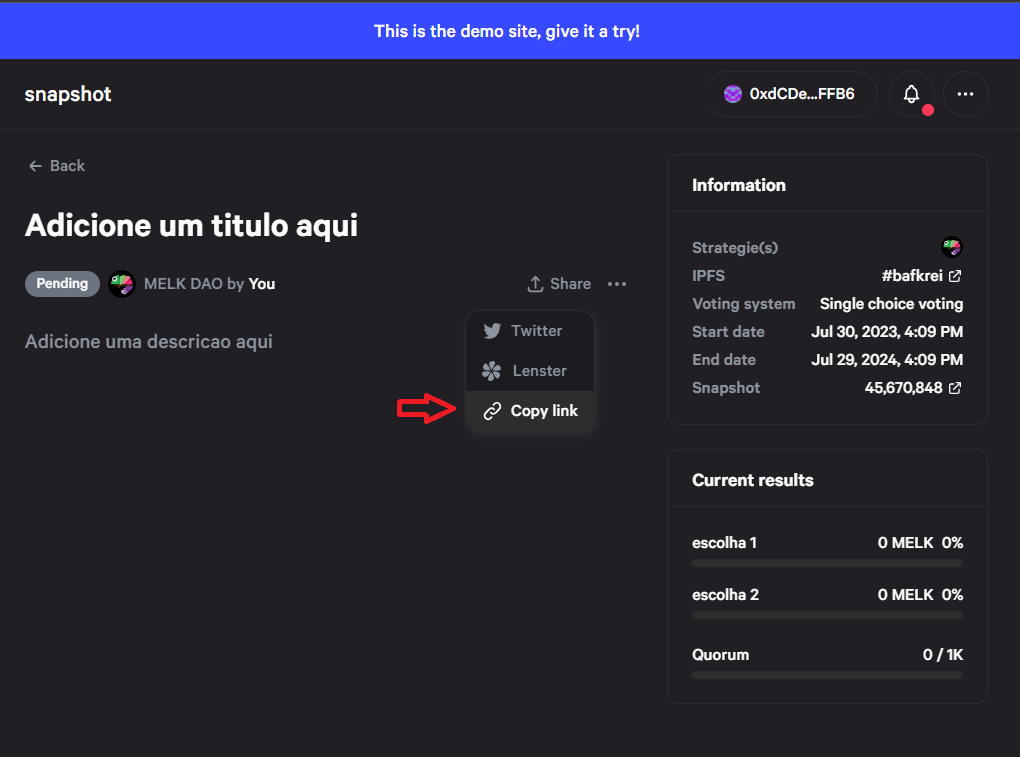 This is the demo site, give it a try!
snapshot
0xdCDe...FFB6
Back
Adicione um titulo aqui
Pending MELK DAO by You
Share
Adicione uma descricao aqui
Twitter
Lenster
Copy link
Information
Strategie(s)
IPFS #bafkrei
Voting system Single choice voting
Start date Jul 30, 2023, 4:09 PM
End date Jul 29, 2024, 4:09 PM
Snapshot 45,670,848
Current results
escolha 1 0 MELK 0%
escolha 2 0 MELK 0%
Quorum 0 / 1K